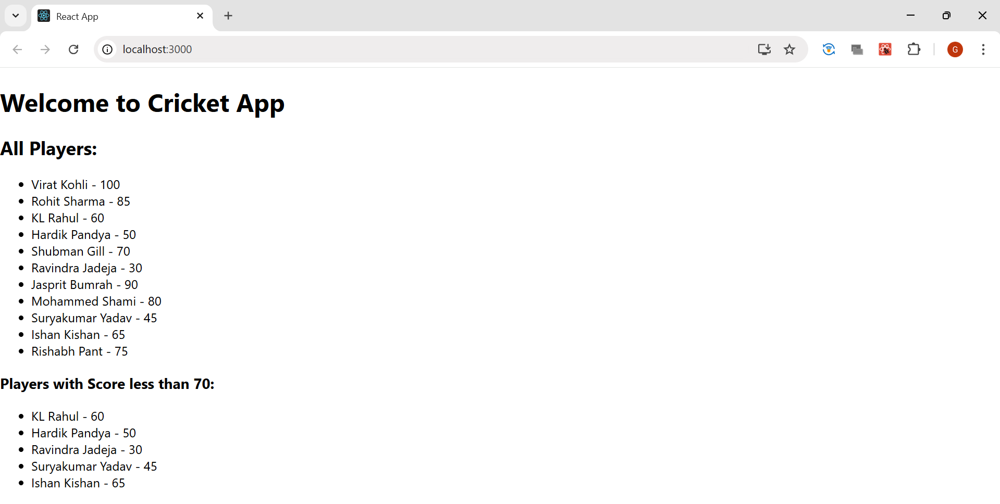 React App
localhost:3000
G
Welcome to Cricket App
All Players:
Virat Kohli - 100
Rohit Sharma - 85
KL Rahul - 60
Hardik Pandya - 50
Shubman Gill - 70
Ravindra Jadeja - 30
Jasprit Bumrah - 90
Mohammed Shami - 80
Suryakumar Yadav - 45
Ishan Kishan - 65
Rishabh Pant - 75
Players with Score less than 70:
KL Rahul - 60
Hardik Pandya - 50
Ravindra Jadeja - 30
Suryakumar Yadav - 45
Ishan Kishan - 65